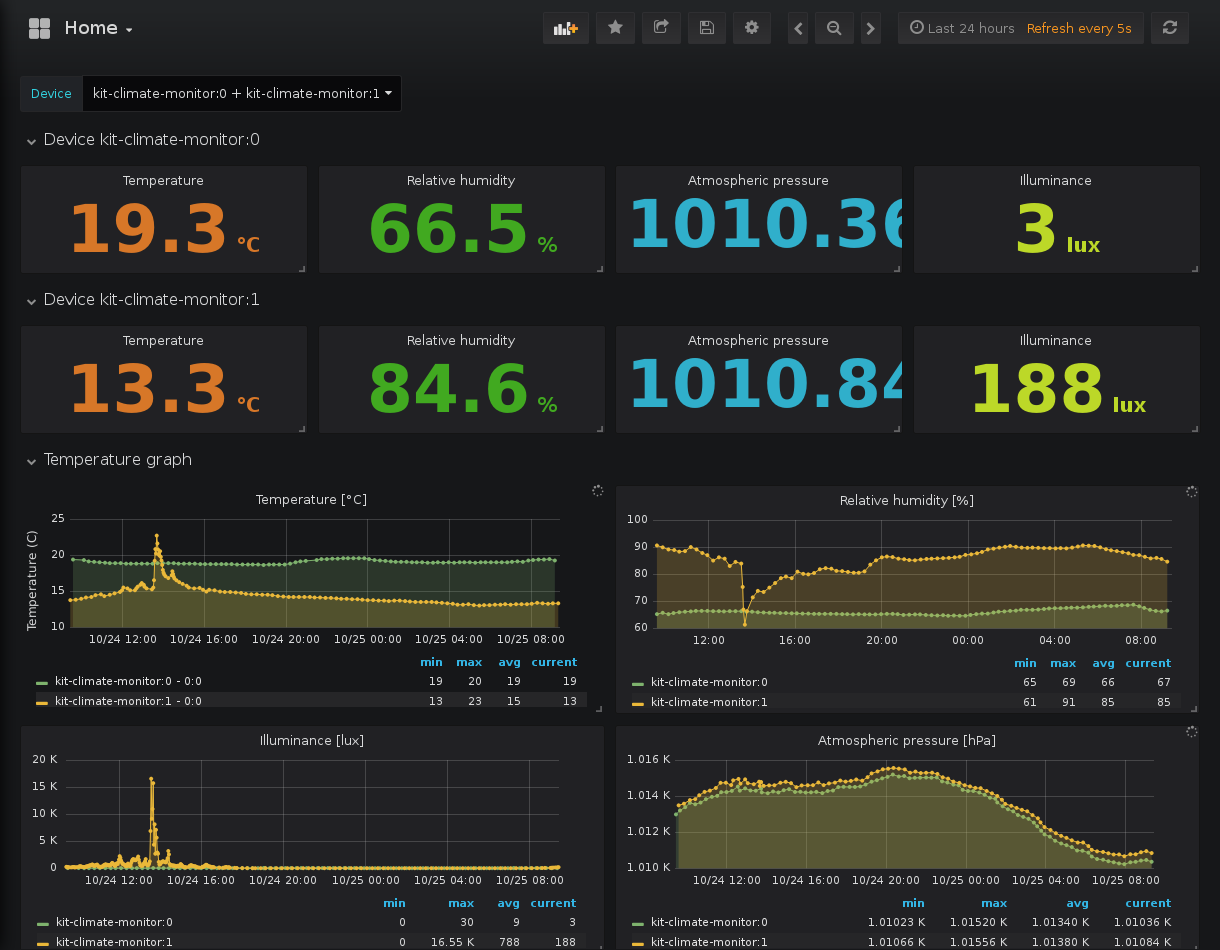 Home
Last 24 hours Refresh every 5s
Device kit-climate-monitor:0 + kit-climate-monitor:1
Device kit-climate-monitor:0
Temperature
19.3 °C
Relative humidity
66.5 %
Atmospheric pressure
1010.36
Illuminance
3 lux
Device kit-climate-monitor:1
Temperature
13.3 °C
Relative humidity
84.6 %
Atmospheric pressure
1010.84
Illuminance
188 lux
Temperature graph
Temperature [°C]
Temperature (C)
25
20
15
10
10/24 12:00 10/24 16:00 10/24 20:00 10/25 00:00 10/25 04:00 10/25 08:00
min max avg current
kit-climate-monitor:0 - 0:0 19 20 19 19
kit-climate-monitor:1 - 0:0 13 23 15 13
Relative humidity [%]
100
90
80
70
60
12:00 16:00 20:00 00:00 04:00 08:00
min max avg current
kit-climate-monitor:0 65 69 66 67
kit-climate-monitor:1 61 91 85 85
Illuminance [lux]
20 K
15 K
10 K
5 K
0
10/24 12:00 10/24 16:00 10/24 20:00 10/25 00:00 10/25 04:00 10/25 08:00
min max avg current
kit-climate-monitor:0 0 30 9 3
kit-climate-monitor:1 0 16.55 K 788 188
Atmospheric pressure [hPa]
1.016 K
1.014 K
1.012 K
1.010 K
10/24 12:00 10/24 16:00 10/24 20:00 10/25 00:00 10/25 04:00 10/25 08:00
min max avg current
kit-climate-monitor:0 1.01023 K 1.01520 K 1.01340 K 1.01036 K
kit-climate-monitor:1 1.01066 K 1.01556 K 1.01380 K 1.01084 K